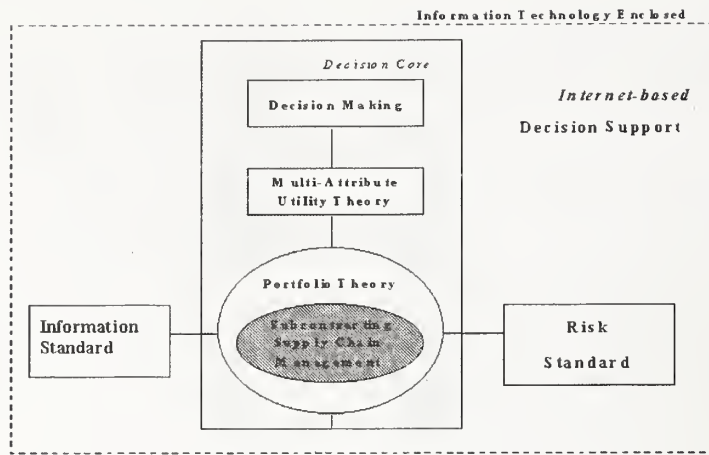 Information Technology Enclosed
Decision Core
Decision Making
Internet-based
Decision Support
Multi-Attribute
Utility Theory
Portfolio Theory
Information
Standard
Subcontracting
Supply Chain
Management
Risk
Standard